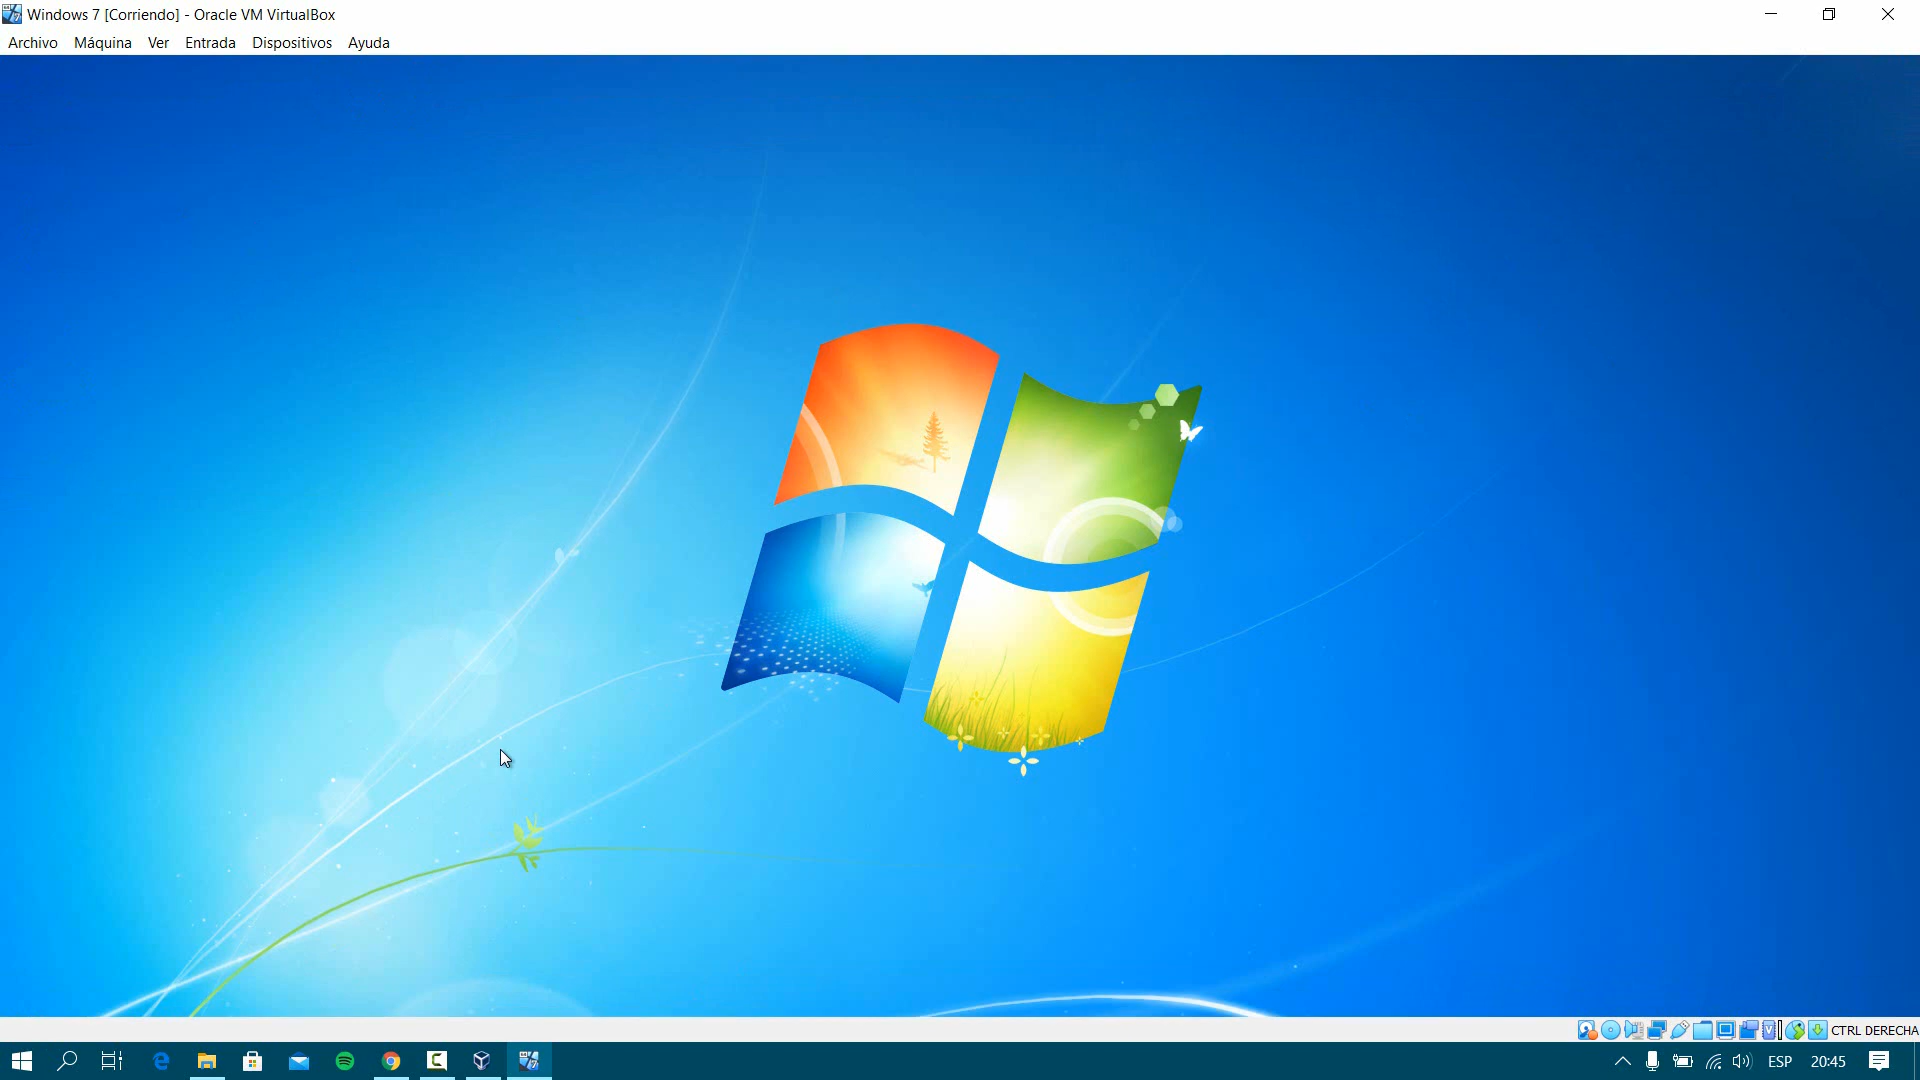 Windows 7 [Corriendo] - Oracle VM VirtualBox
Archivo Máquina Ver Entrada Dispositivos Ayuda
CTRL DERECHA
ESP 20:45